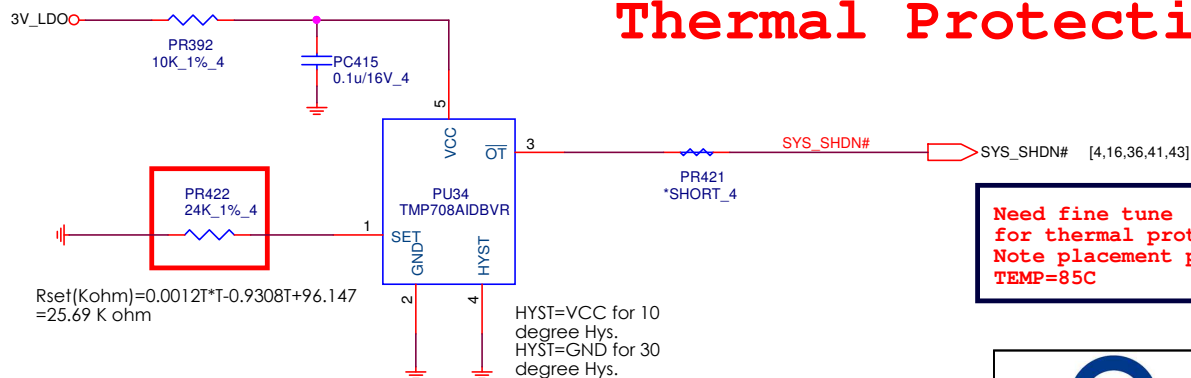 Thermal Protecti
3V_LDO
PR392
10K_1%_4
PC415
0.1u/16V_4
5
VCC
OT
3
SYS_SHDN#
SYS_SHDN# [4,16,36,41,43]
PR421
*SHORT_4
PU34
TMP708AIDBVR
PR422
24K_1%_4
1
SET
GND
HYST
2
4
Rset(Kohm)=0.0012T*T-0.9308T+96.147
=25.69 K ohm
HYST=VCC for 10
degree Hys.
HYST=GND for 30
degree Hys.
Need fine tune
for thermal prot
Note placement p
TEMP=85C